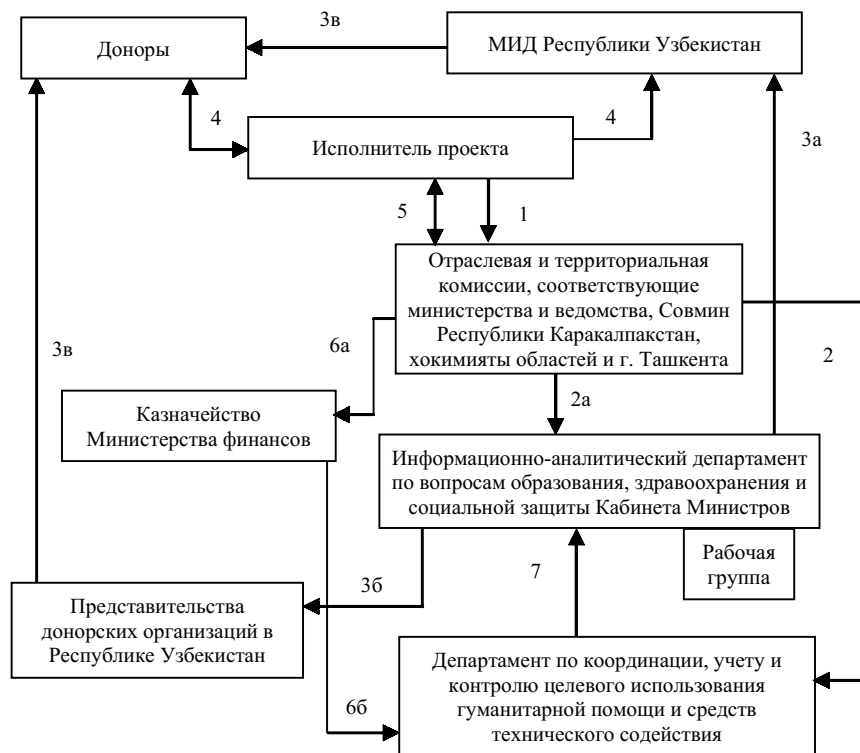 3в
Доноры
МИД Республики Узбекистан
4
4
Исполнитель проекта
3а
5
1
Отраслевая и территориальная
комиссии, соответствующие
министерства и ведомства, Совмин
Республики Каракалпакстан,
хокимияты областей и г. Ташкента
3в
6а
2
2а
Казначейство
Министерства финансов
Информационно-аналитический департамент
по вопросам образования, здравоохранения и
социальной защиты Кабинета Министров
Рабочая
группа
3б
7
Представительства
донорских организаций в
Республике Узбекистан
Департамент по координации, учету и
контролю целевого использования
гуманитарной помощи и средств
технического содействия
6б